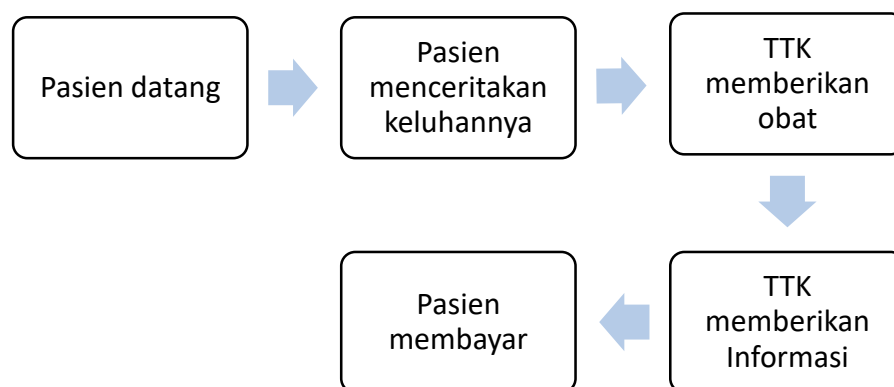 Pasien datang
Pasien
menceritakan
keluhannya
TTK
memberikan
obat
TTK
memberikan
Informasi
Pasien
membayar